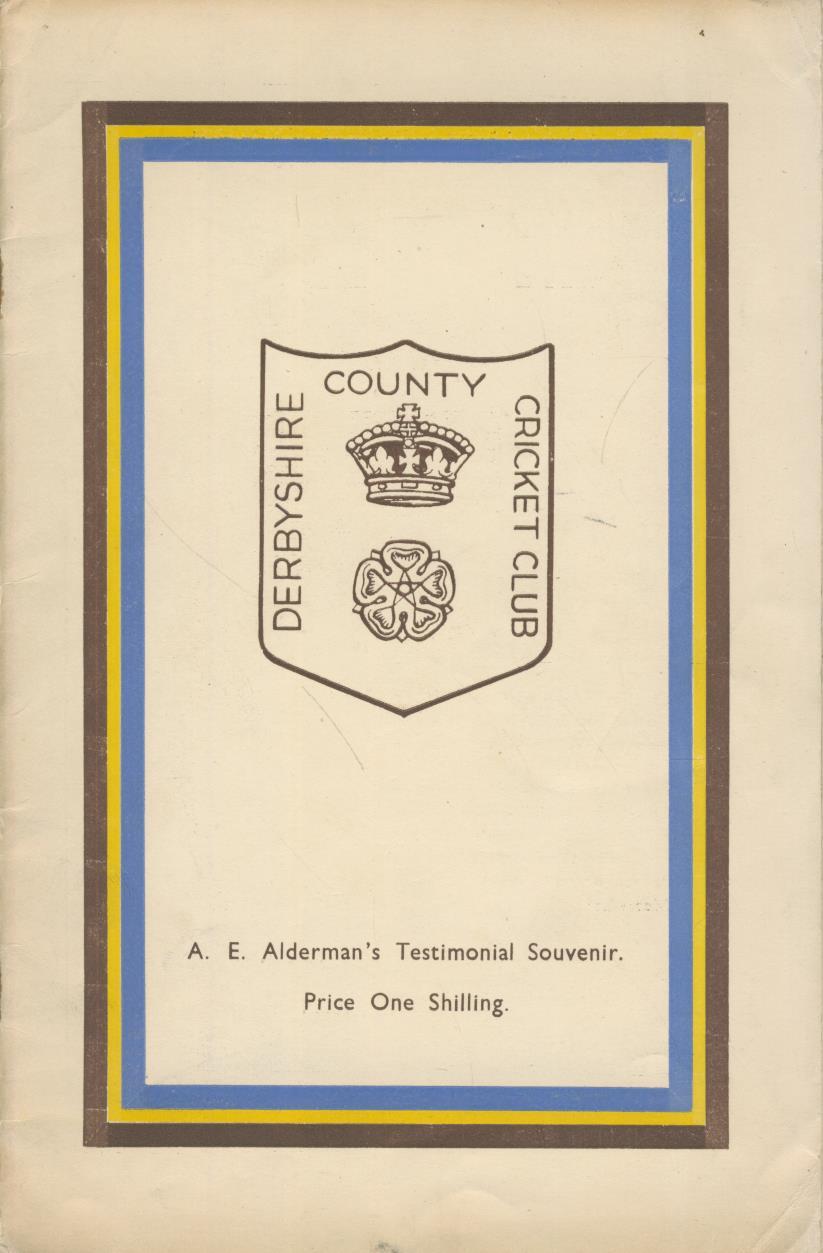 DERBYSHIRE
COUNTY
CRICKET CLUB
A. E. Alderman's Testimonial Souvenir.
Price One Shilling.